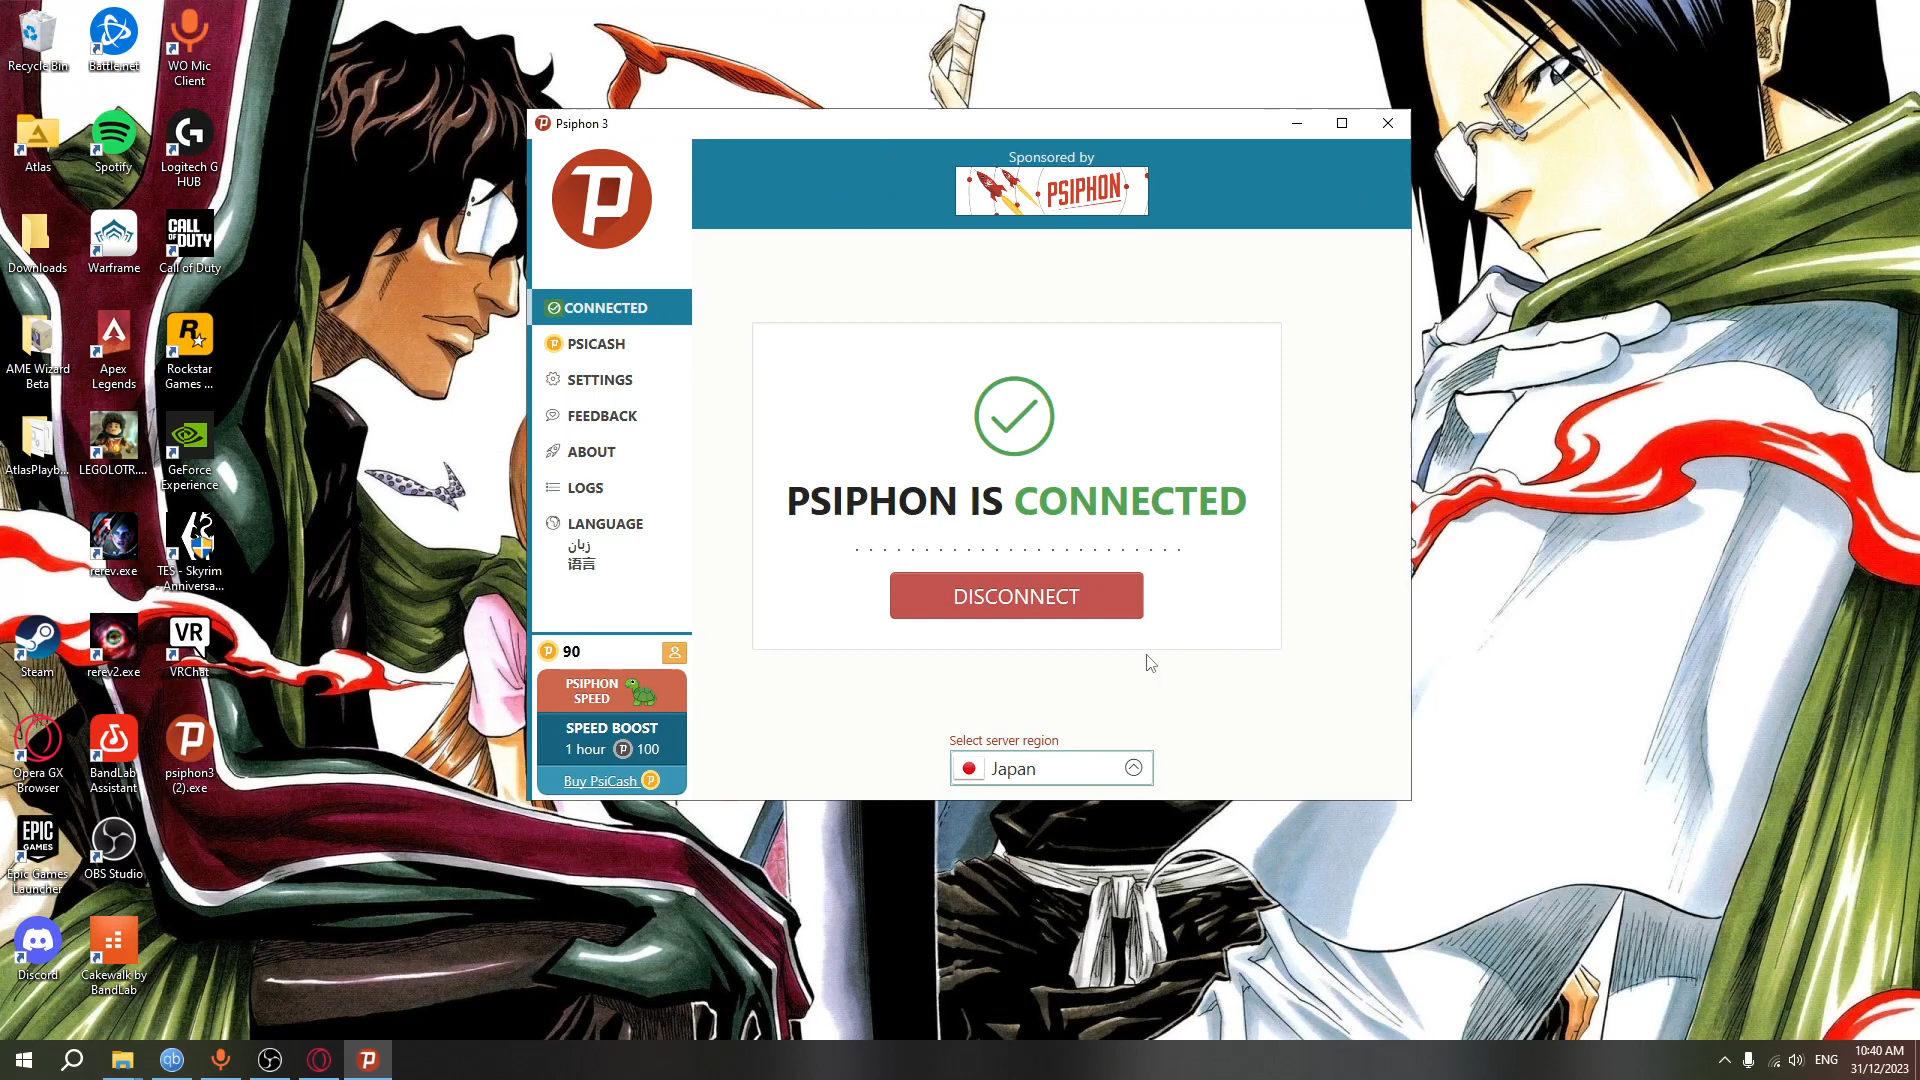 Recycle Bin
Battle.net
WO Mic
Client
Atlas
Spotify
Logitech G
HUB
Downloads
Warframe
CALL OF DUTY
Call of Duty
AME Wizard
Beta
Apex
Legends
Rockstar
Games ...
AtlasPlayb...
LEGOLOTR....
GeForce
Experience
rerev.exe
TES - Skyrim
- Anniversa...
Steam
rerev2.exe
VR
VRChat
Opera GX
Browser
BandLab
Assistant
psiphon3
(2).exe
EPIC
GAMES
Epic Games
Launcher
OBS Studio
Discord
Cakewalk by
BandLab
Psiphon 3
Sponsored by
PSIPHON
CONNECTED
PSICASH
SETTINGS
FEEDBACK
ABOUT
LOGS
LANGUAGE
زبان
语言
90
PSIPHON
SPEED
SPEED BOOST
1 hour P 100
Buy PsiCash
PSIPHON IS CONNECTED
DISCONNECT
Select server region
Japan
qb
ENG
10:40 AM
31/12/2023